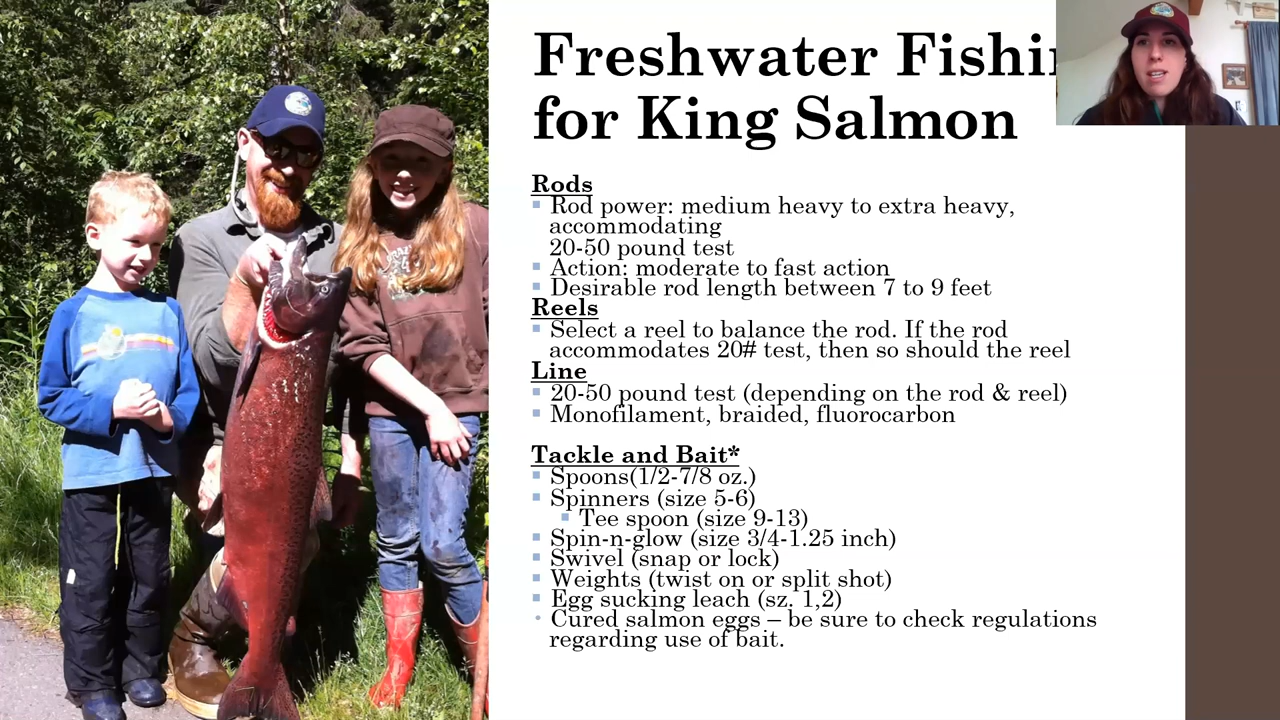 Freshwater Fishi
for King Salmon
Rods
Rod power: medium heavy to extra heavy,
accommodating
20-50 pound test
Action: moderate to fast action
Desirable rod length between 7 to 9 feet
Reels
Select a reel to balance the rod. If the rod
accommodates 20# test, then so should the reel
Line
20-50 pound test (depending on the rod & reel)
Monofilament, braided, fluorocarbon
Tackle and Bait*
Spoons(1/2-7/8 oz.)
Spinners (size 5-6)
Tee spoon (size 9-13)
Spin-n-glow (size 3/4-1.25 inch)
Swivel (snap or lock)
Weights (twist on or split shot)
Egg sucking leach (sz. 1,2)
Cured salmon eggs – be sure to check regulations
regarding use of bait.